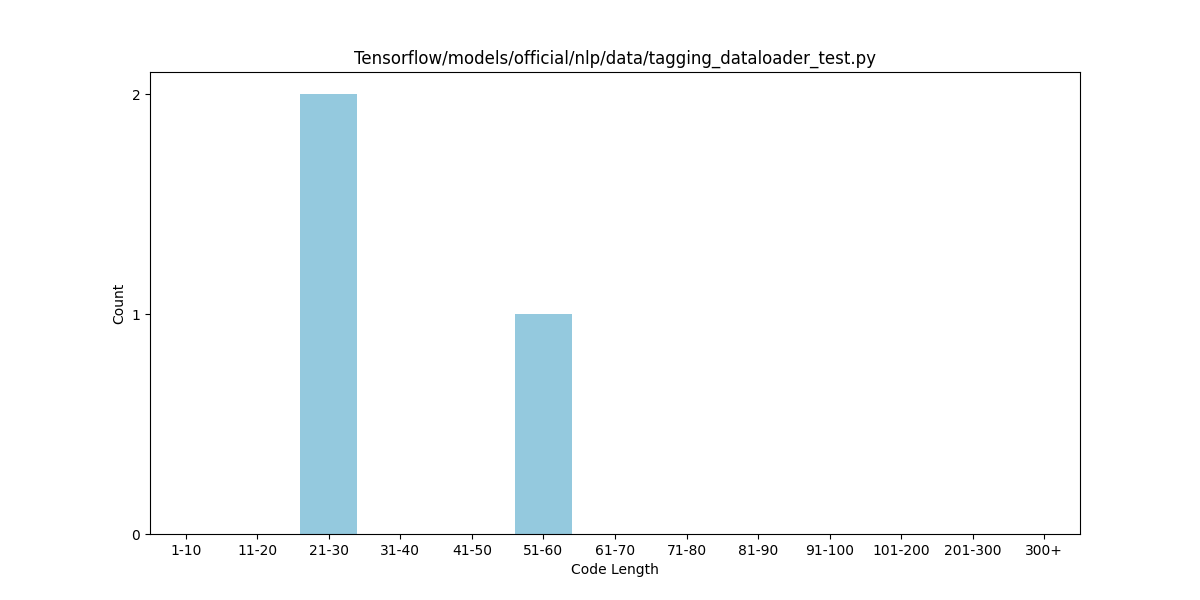 Tensorflow/models/official/nlp/data/tagging_dataloader_test.py
2
1
0
Count
1-10 11-20 21-30 31-40 41-50 51-60 61-70 71-80 81-90 91-100 101-200 201-300 300+
Code Length